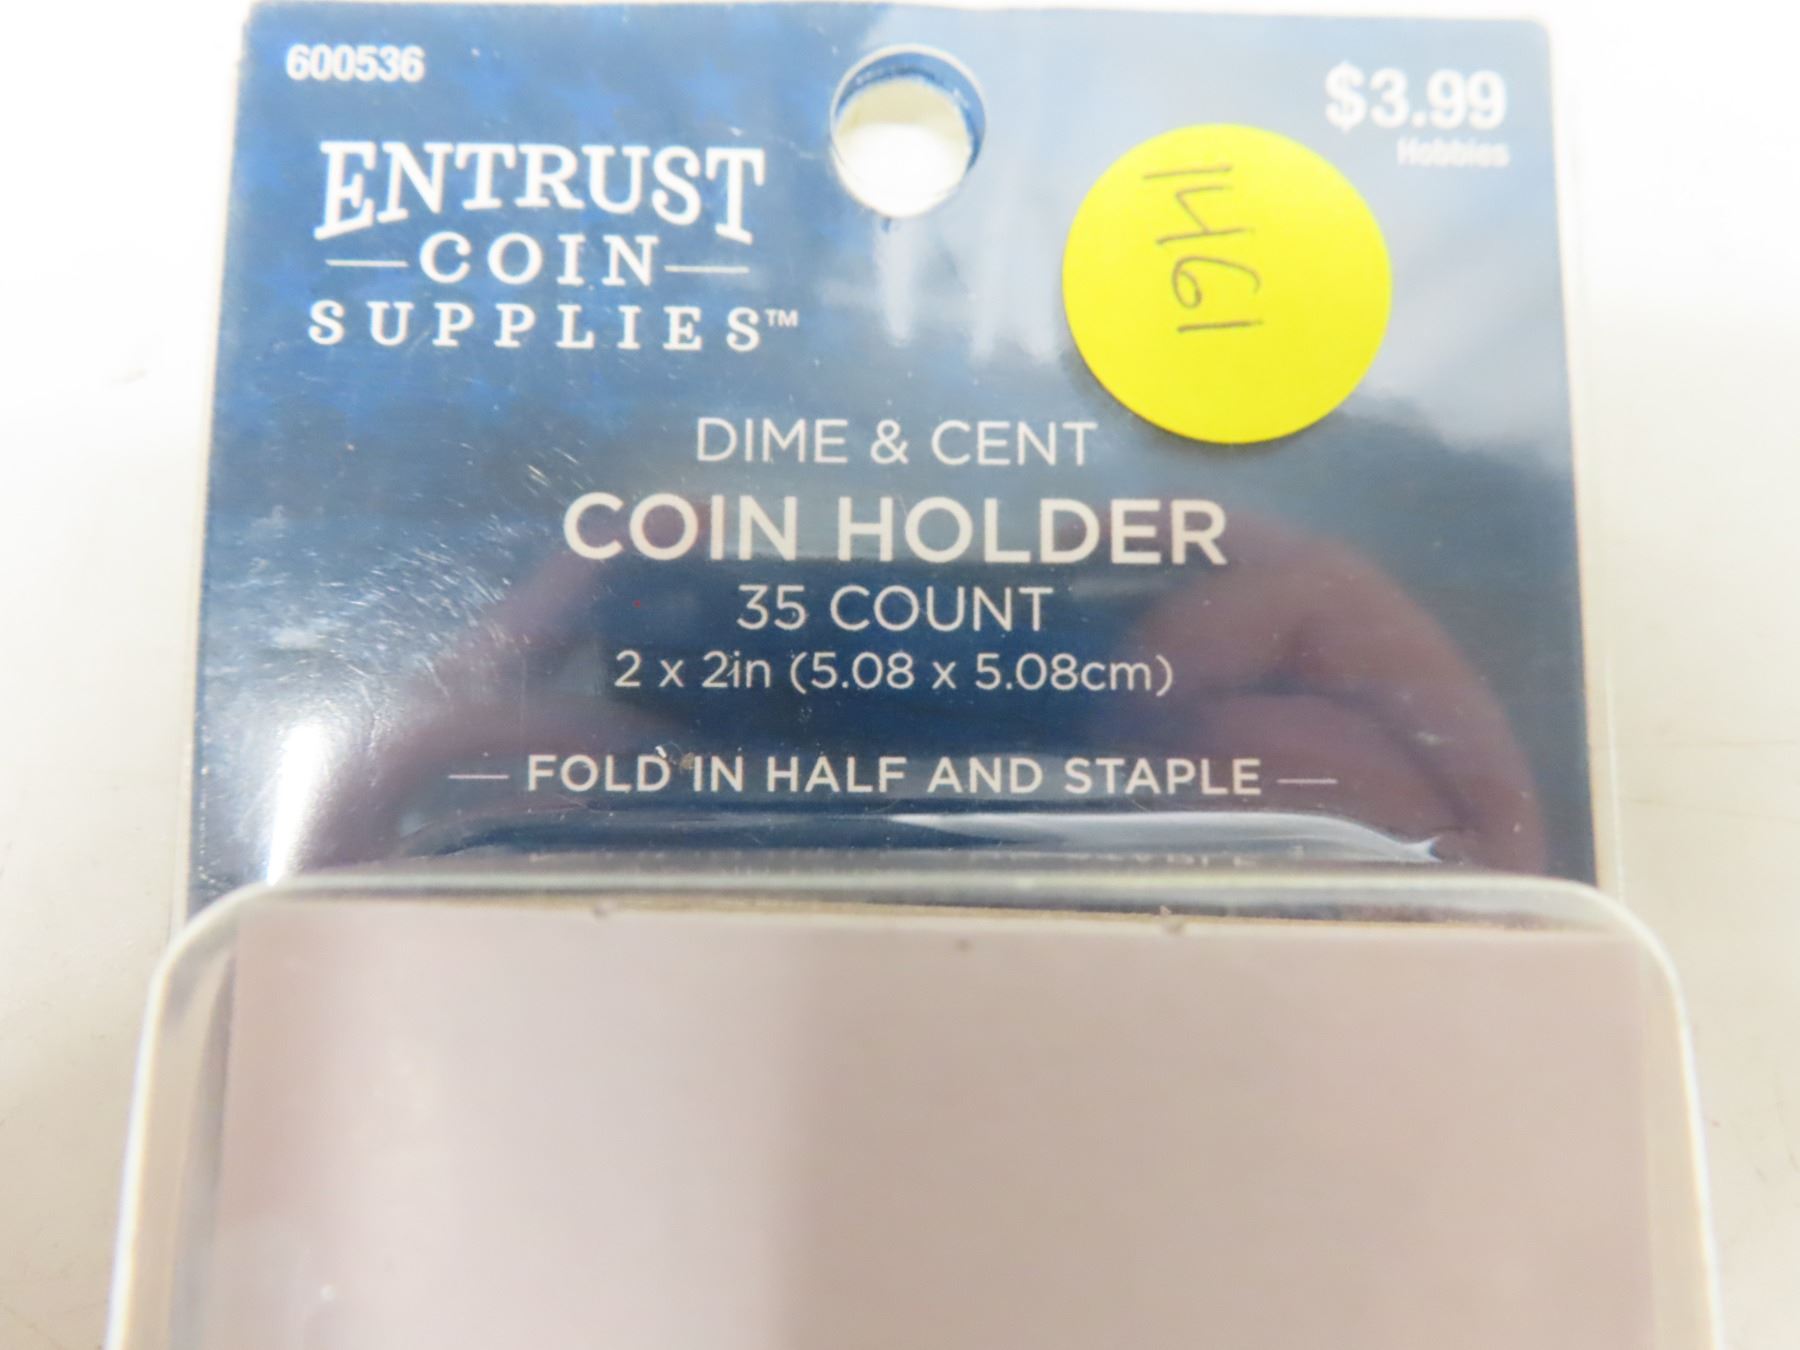 600536
$3.99
Hobbies
ENTRUST
COIN
SUPPLIES™
1461
DIME & CENT
COIN HOLDER
35 COUNT
2 x 2in (5.08 x 5.08cm)
FOLD IN HALF AND STAPLE